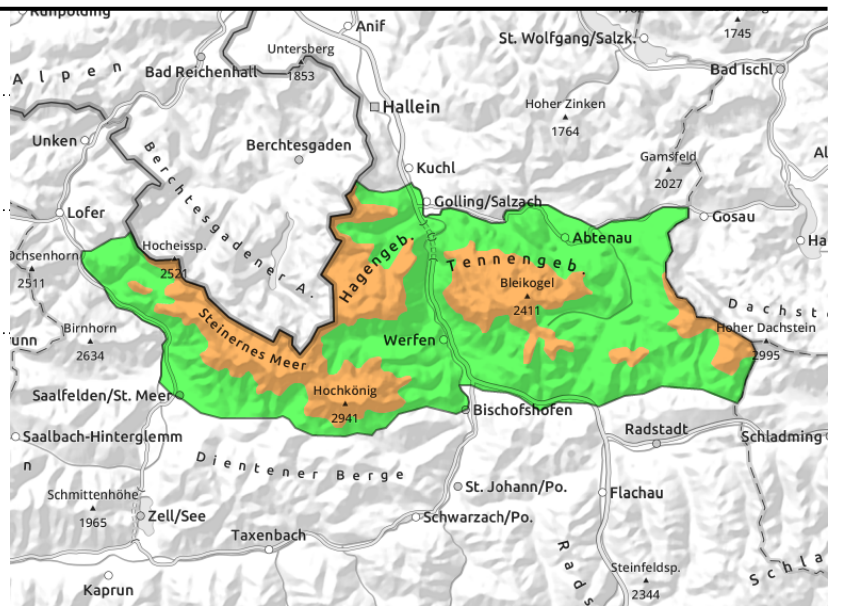 Anif
Untersberg
1853
St. Wolfgang/Salzk.
1745
Alpen
Bad Reichenhall
Bad Ischl
Hallein
Hoher Zinken
1764
Unken
Berchtesgaden
Gamsfeld
2027
Al
Kuchl
Berchtesgadener A.
Lofer
Golling/Salzach
Gosau
Hocheissp.
2521
Hagengeb.
Abtenau
Ha
Tennengeb.
Bleikogel
2411
2511
Steinernes Meer
Birnhorn
2634
Werfen
Hoher Dachstein
2995
Saalfelden/St. Meer
Hochkönig
2941
Bischofshofen
Radstadt
Schladming
Saalbach-Hinterglemm
n
Dientener Berge
Schmittenhöhe
1965
Zell/See
St. Johann/Po.
Flachau
Schwarzach/Po.
Taxenbach
Kaprun
Steinfeldsp.
2344